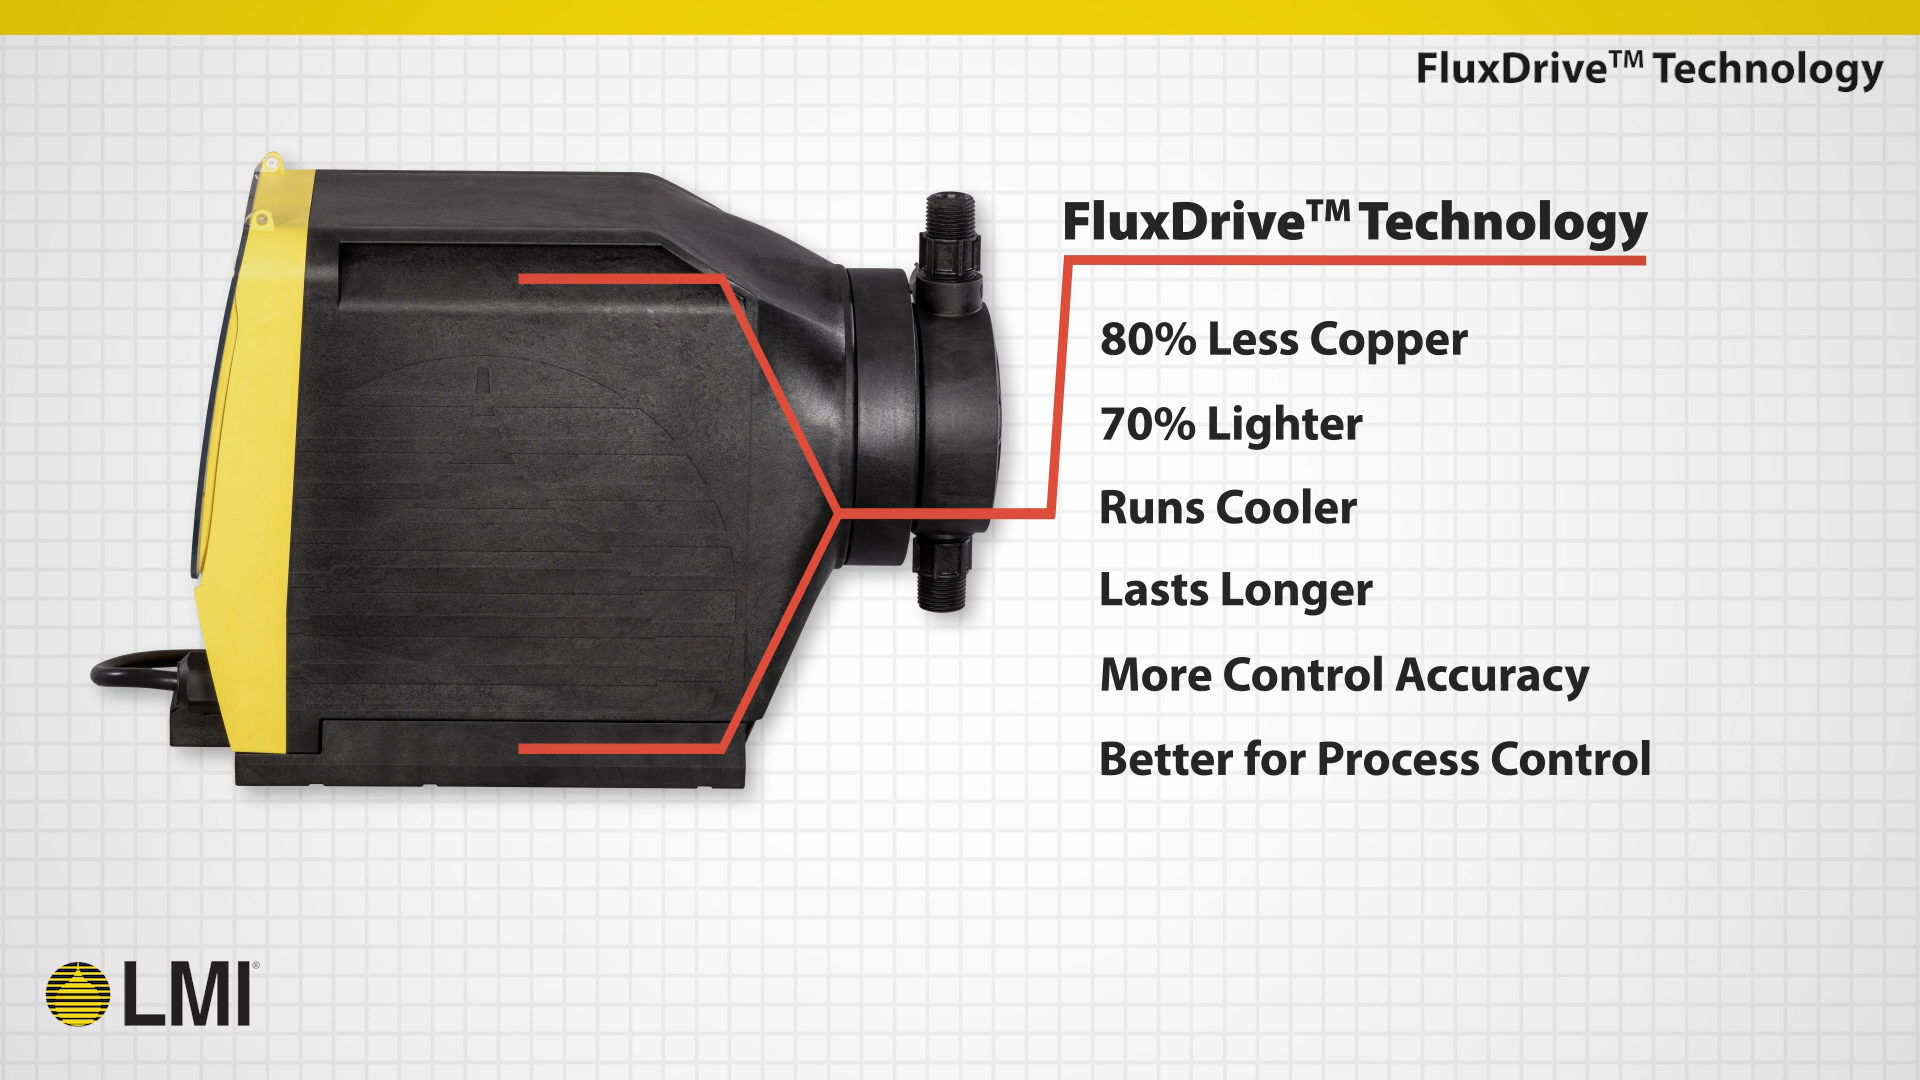 FluxDrive™ Technology
FluxDrive™ Technology
80% Less Copper
70% Lighter
Runs Cooler
Lasts Longer
More Control Accuracy
Better for Process Control
LMI®